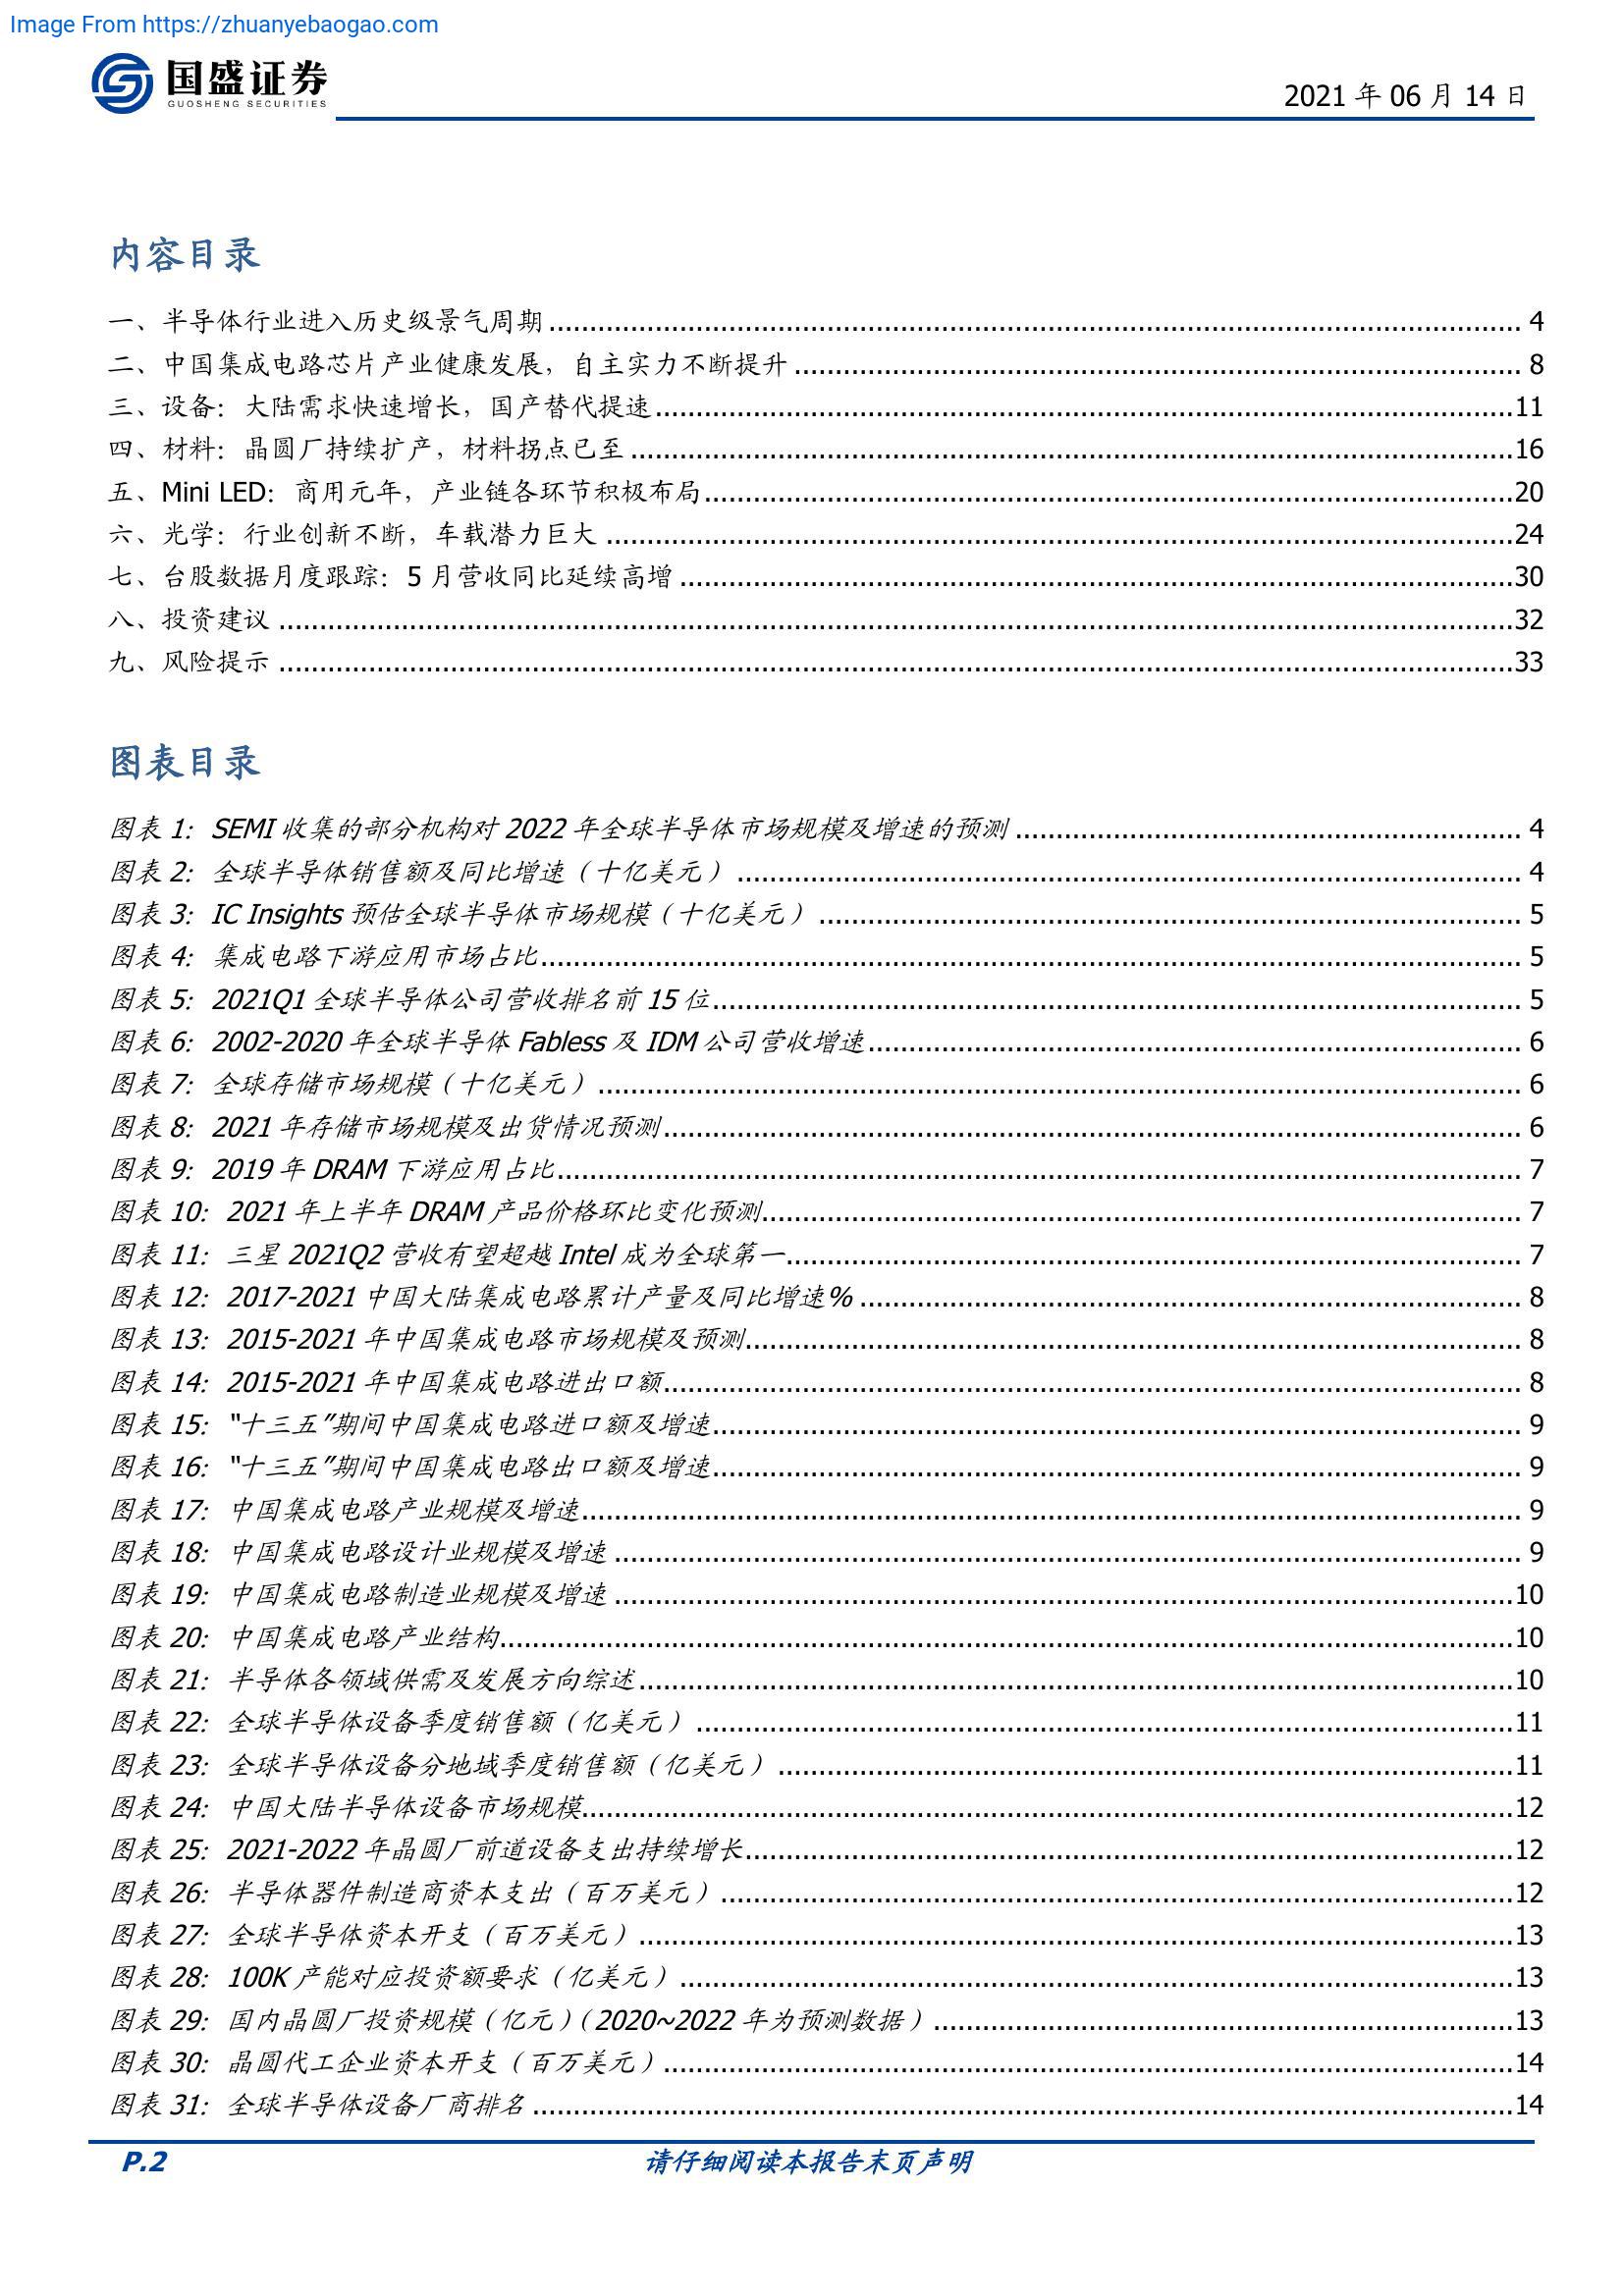 Image From https://zhuanyebaogao.com
国盛证券
GUOSHENG SECURITIES
2021 年 06 月 14 日
内容目录
一、半导体行业进入历史级景气周期 4
二、中国集成电路芯片产业健康发展，自主实力不断提升 8
三、设备：大陆需求快速增长，国产替代提速 11
四、材料：晶圆厂持续扩产，材料拐点已至 16
五、Mini LED：商用元年，产业链各环节积极布局 20
六、光学：行业创新不断，车载潜力巨大 24
七、台股数据月度跟踪：5 月营收同比延续高增 30
八、投资建议 32
九、风险提示 33
图表目录
图表 1：SEMI 收集的部分机构对 2022 年全球半导体市场规模及增速的预测 4
图表 2：全球半导体销售额及同比增速（十亿美元） 4
图表 3：IC Insights 预估全球半导体市场规模（十亿美元） 5
图表 4：集成电路下游应用市场占比 5
图表 5：2021Q1 全球半导体公司营收排名前 15 位 5
图表 6：2002-2020 年全球半导体 Fabless 及 IDM 公司营收增速 6
图表 7：全球存储市场规模（十亿美元） 6
图表 8：2021 年存储市场规模及出货情况预测 6
图表 9：2019 年 DRAM 下游应用占比 7
图表 10：2021 年上半年 DRAM 产品价格环比变化预测 7
图表 11：三星 2021Q2 营收有望超越 Intel 成为全球第一 7
图表 12：2017-2021 中国大陆集成电路累计产量及同比增速% 8
图表 13：2015-2021 年中国集成电路市场规模及预测 8
图表 14：2015-2021 年中国集成电路进出口额 8
图表 15：“十三五”期间中国集成电路进口额及增速 9
图表 16：“十三五”期间中国集成电路出口额及增速 9
图表 17：中国集成电路产业规模及增速 9
图表 18：中国集成电路设计业规模及增速 9
图表 19：中国集成电路制造业规模及增速 10
图表 20：中国集成电路产业结构 10
图表 21：半导体各领域供需及发展方向综述 10
图表 22：全球半导体设备季度销售额（亿美元） 11
图表 23：全球半导体设备分地域季度销售额（亿美元） 11
图表 24：中国大陆半导体设备市场规模 12
图表 25：2021-2022 年晶圆厂前道设备支出持续增长 12
图表 26：半导体器件制造商资本支出（百万美元） 12
图表 27：全球半导体资本开支（百万美元） 13
图表 28：100K 产能对应投资额要求（亿美元） 13
图表 29：国内晶圆厂投资规模（亿元）（2020~2022 年为预测数据） 13
图表 30：晶圆代工企业资本开支（百万美元） 14
图表 31：全球半导体设备厂商排名 14
P.2
请仔细阅读本报告末页声明